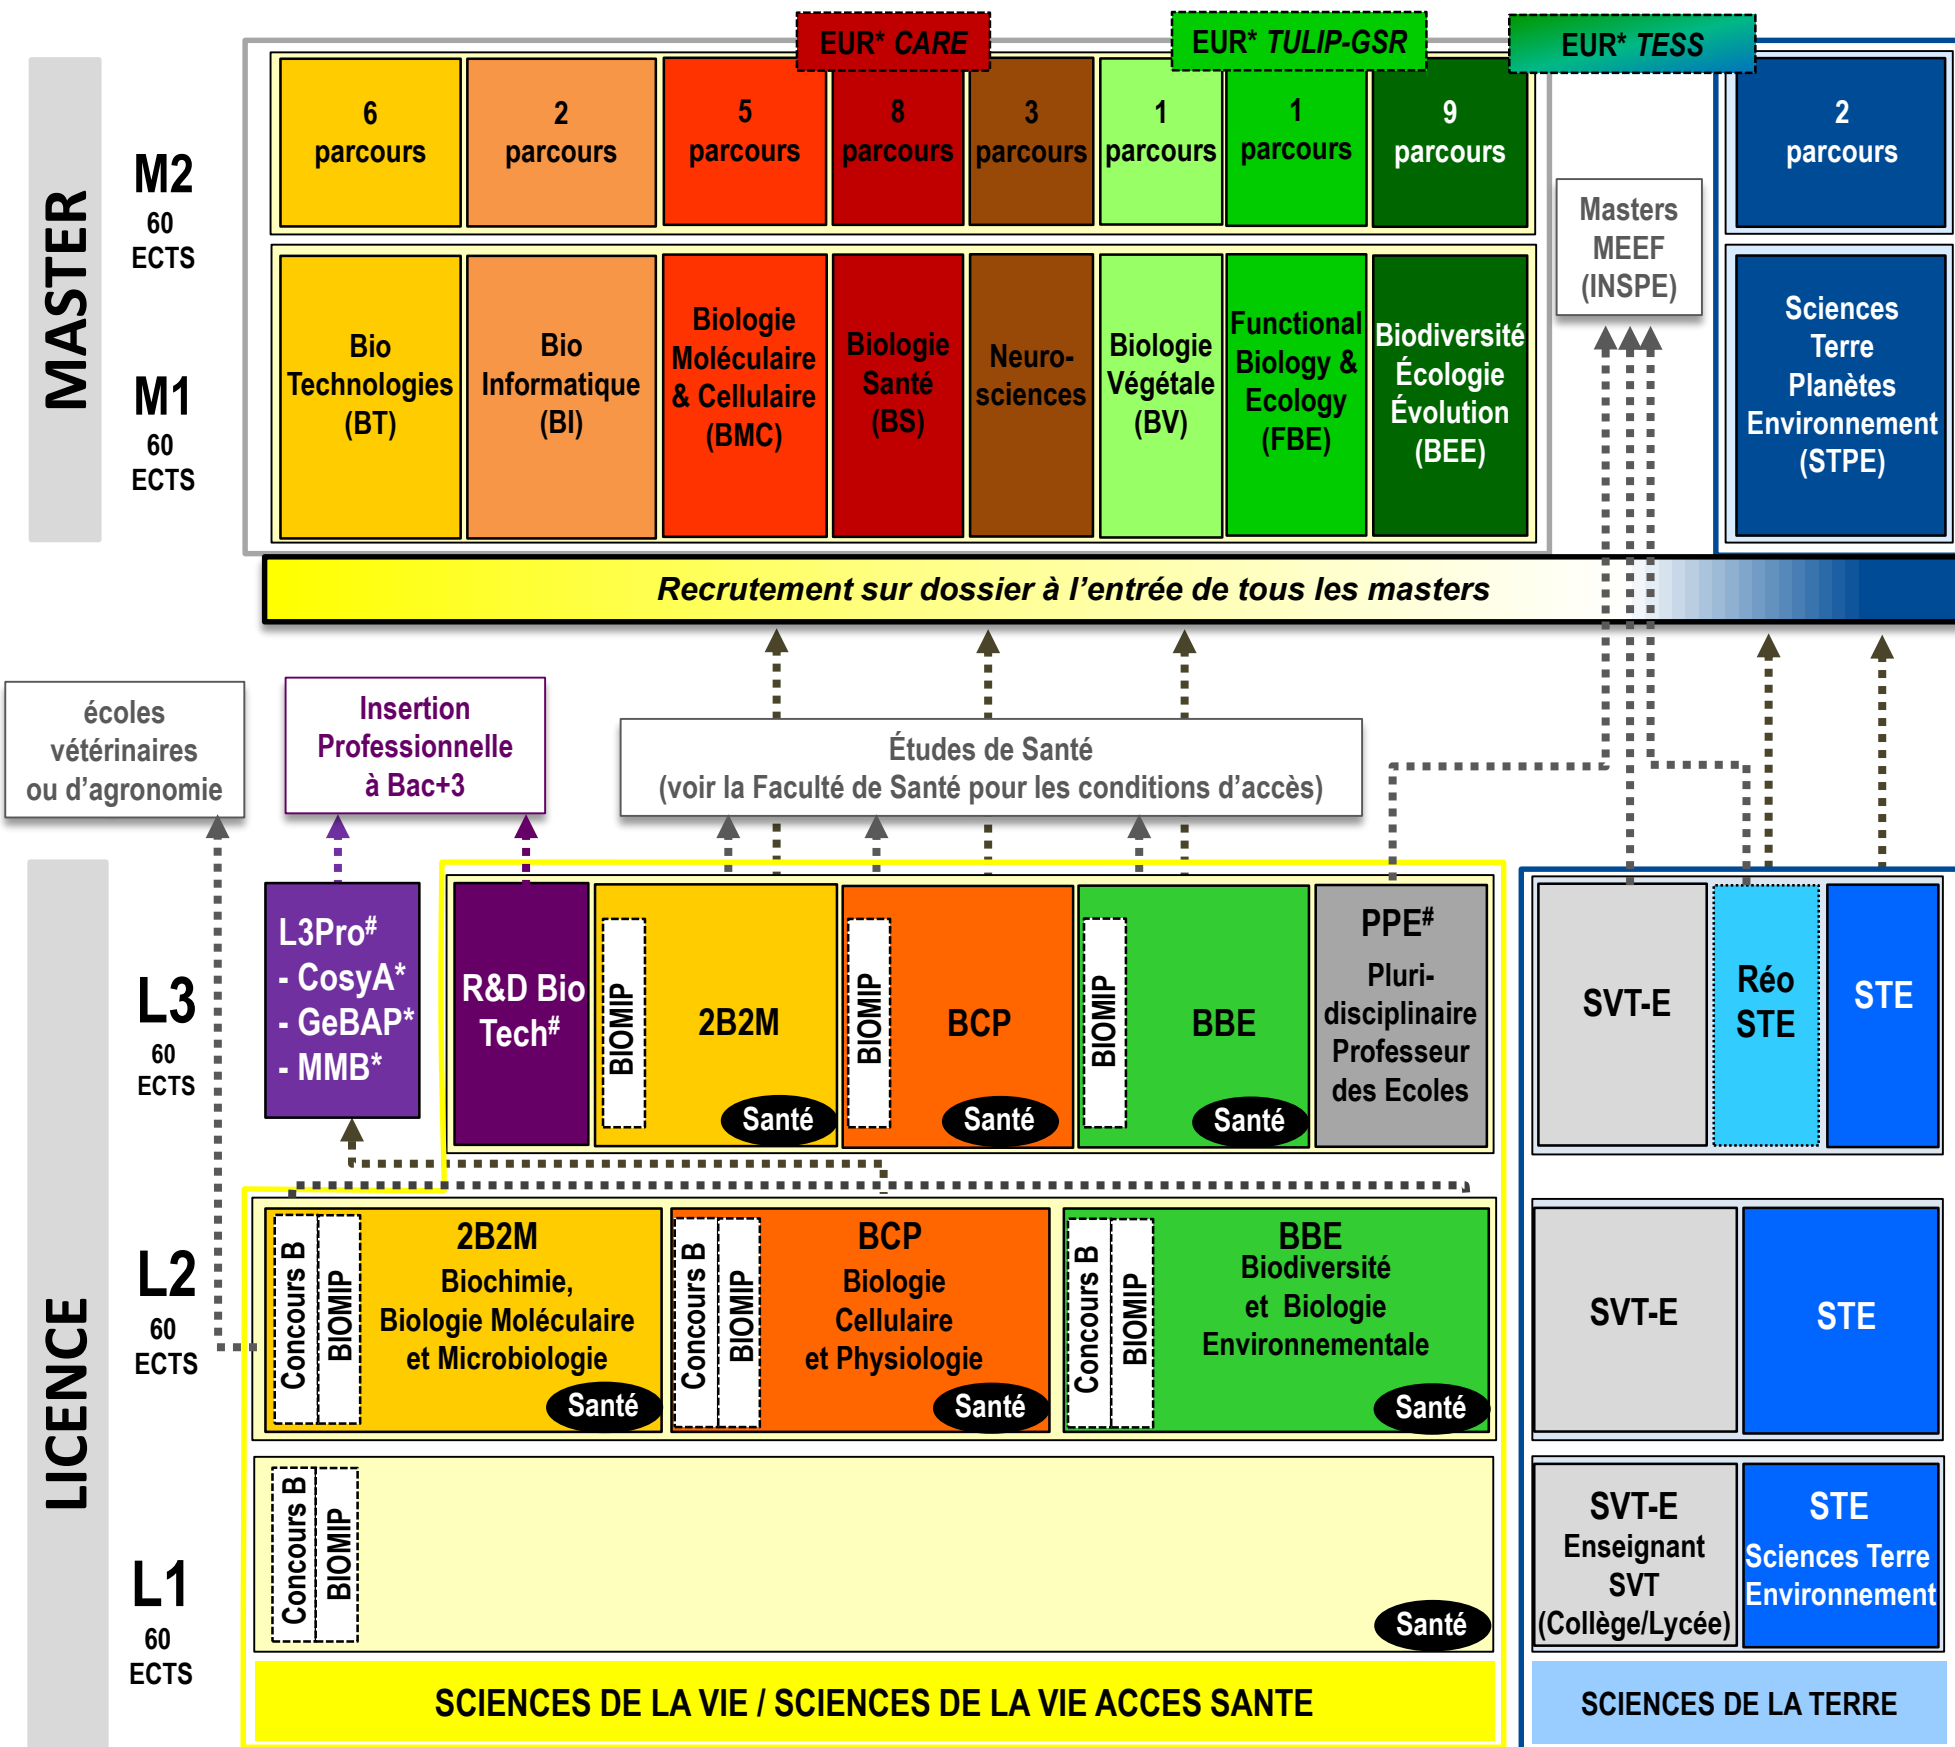 EUR* CARE
EUR* TULIP-GSR
EUR* TESS
MASTER
M2
60
ECTS
6
parcours
2
parcours
5
parcours
8
parcours
3
parcours
1
parcours
1
parcours
9
parcours
2
parcours
Masters
MEEF
(INSPE)
M1
60
ECTS
Bio
Technologies
(BT)
Bio
Informatique
(BI)
Biologie
Moléculaire
& Cellulaire
(BMC)
Biologie
Santé
(BS)
Neuro-
sciences
Biologie
Végétale
(BV)
Functional
Biology &
Ecology
(FBE)
Biodiversité
Écologie
Évolution
(BEE)
Sciences
Terre
Planètes
Environnement
(STPE)
Recrutement sur dossier à l’entrée de tous les masters
écoles
vétérinaires
ou d’agronomie
Insertion
Professionnelle
à Bac+3
Études de Santé
(voir la Faculté de Santé pour les conditions d’accès)
LICENCE
L3
60
ECTS
L3Pro#
- CosyA*
- GeBAP*
- MMB*
R&D Bio
Tech#
BIOMIP
2B2M
Santé
BIOMIP
BCP
Santé
BIOMIP
BBE
Santé
PPE#
Pluri-
disciplinaire
Professeur
des Ecoles
SVT-E
Réo
STE
STE
L2
60
ECTS
Concours B
BIOMIP
2B2M
Biochimie,
Biologie Moléculaire
et Microbiologie
Santé
Concours B
BIOMIP
BCP
Biologie
Cellulaire
et Physiologie
Santé
Concours B
BIOMIP
BBE
Biodiversité
et Biologie
Environnementale
Santé
SVT-E
STE
L1
60
ECTS
Concours B
BIOMIP
Santé
SVT-E
Enseignant
SVT
(Collège/Lycée)
STE
Sciences Terre
Environnement
SCIENCES DE LA VIE / SCIENCES DE LA VIE ACCES SANTE
SCIENCES DE LA TERRE